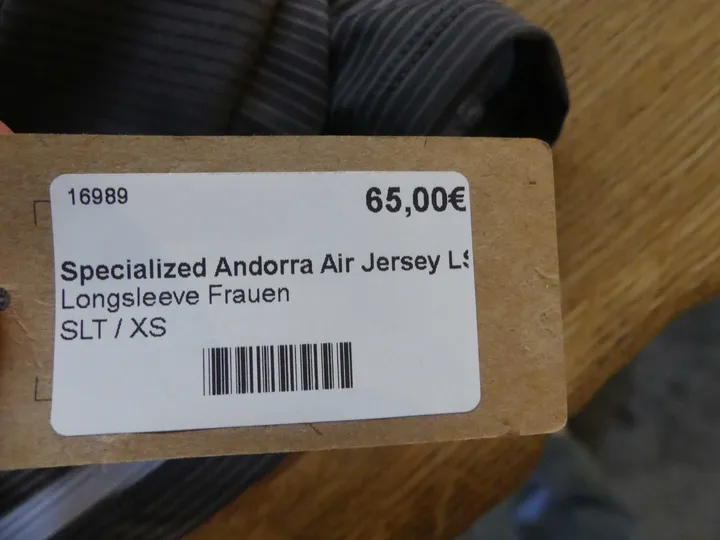 16989
65,00€
Specialized Andorra Air Jersey LS
Longsleeve Frauen
SLT / XS